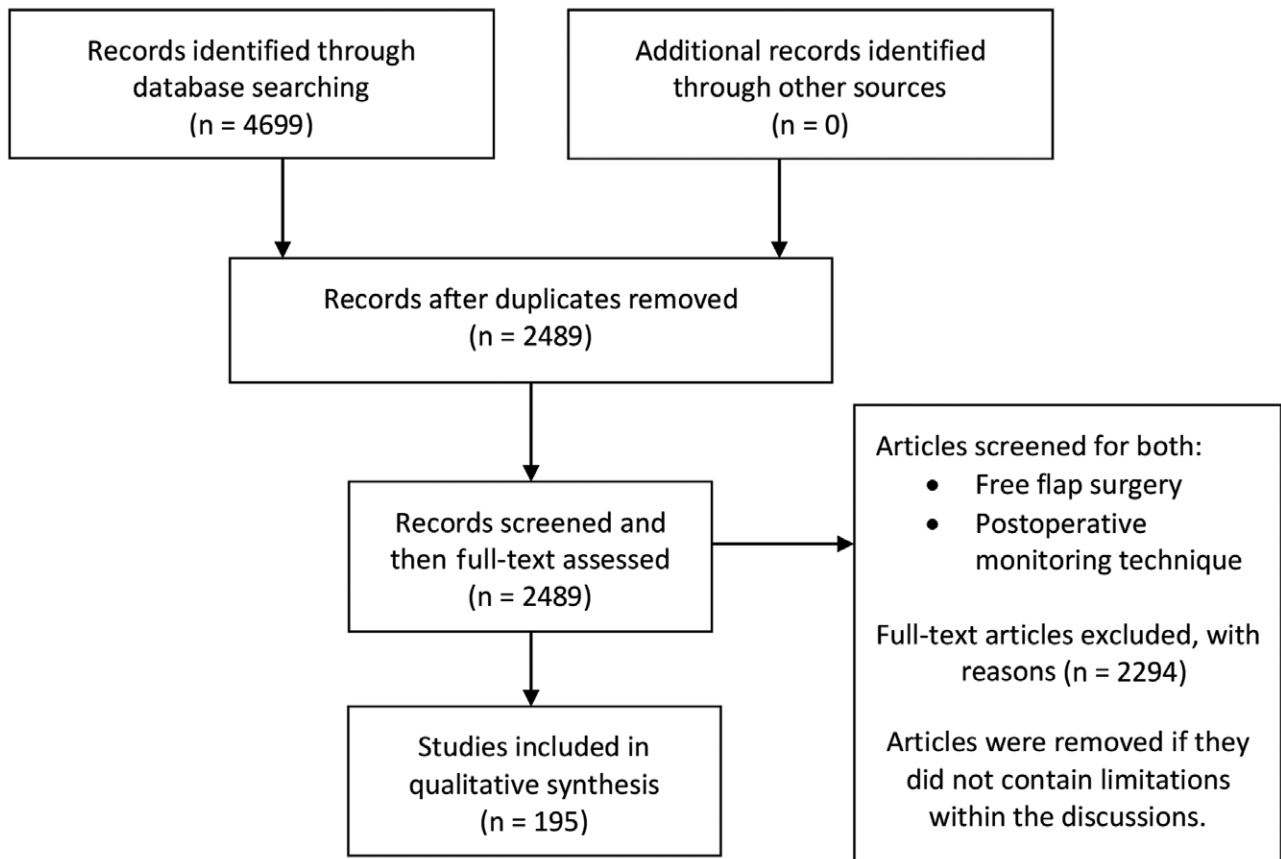 Records identified through
database searching
(n = 4699)
Additional records identified
through other sources
(n = 0)
Records after duplicates removed
(n = 2489)
Records screened and
then full-text assessed
(n = 2489)
Articles screened for both:
• Free flap surgery
• Postoperative
monitoring technique
Full-text articles excluded, with
reasons (n = 2294)
Articles were removed if they
did not contain limitations
within the discussions.
Studies included in
qualitative synthesis
(n = 195)